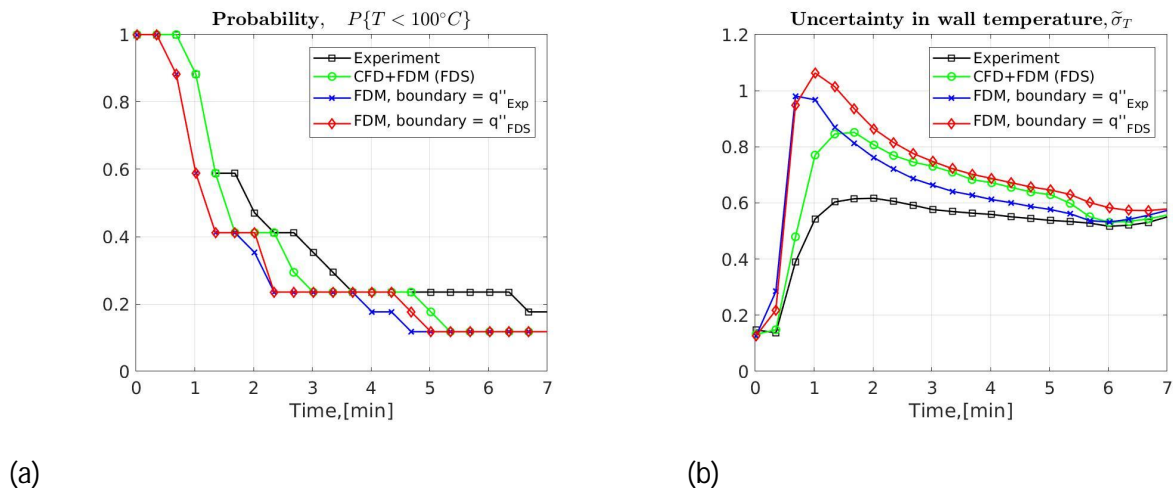 Probability, P{T < 100°C}
1
0.8
0.6
0.4
0.2
0
0 1 2 3 4 5 6 7
Time,[min]
Experiment
CFD+FDM (FDS)
FDM, boundary = q''Exp
FDM, boundary = q''FDS
(a)
Uncertainty in wall temperature, σ̃T
1.2
1
0.8
0.6
0.4
0.2
0
0 1 2 3 4 5 6 7
Time,[min]
Experiment
CFD+FDM (FDS)
FDM, boundary = q''Exp
FDM, boundary = q''FDS
(b)